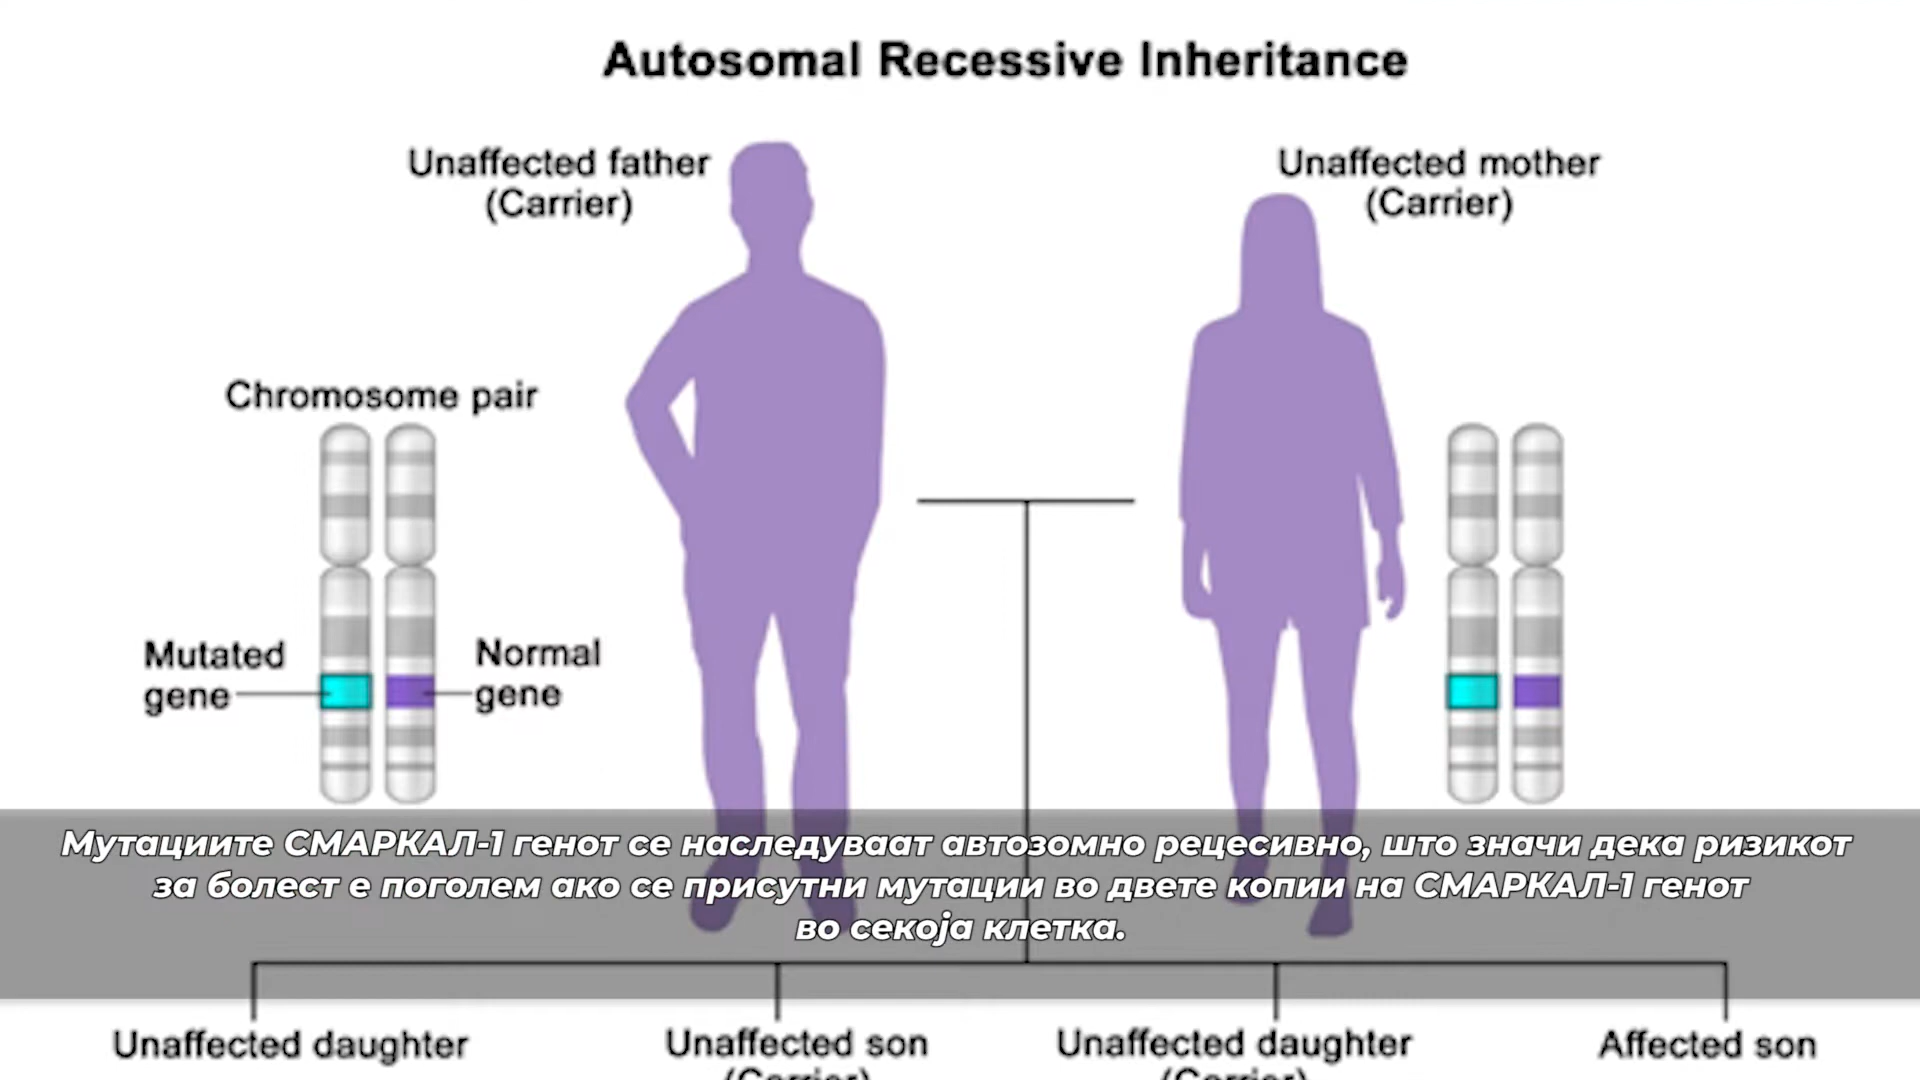 Autosomal Recessive Inheritance
Unaffected father
(Carrier)
Unaffected mother
(Carrier)
Chromosome pair
Mutated
gene
Normal
gene
Мутациите СМАРКАЛ-1 генот се наследуваат автозомно рецесивно, што значи дека ризикот
за болест е поголем ако се присутни мутации во двете копии на СМАРКАЛ-1 генот
во секоја клетка.
Unaffected daughter
Unaffected son
(Carrier)
Unaffected daughter
(Carrier)
Affected son